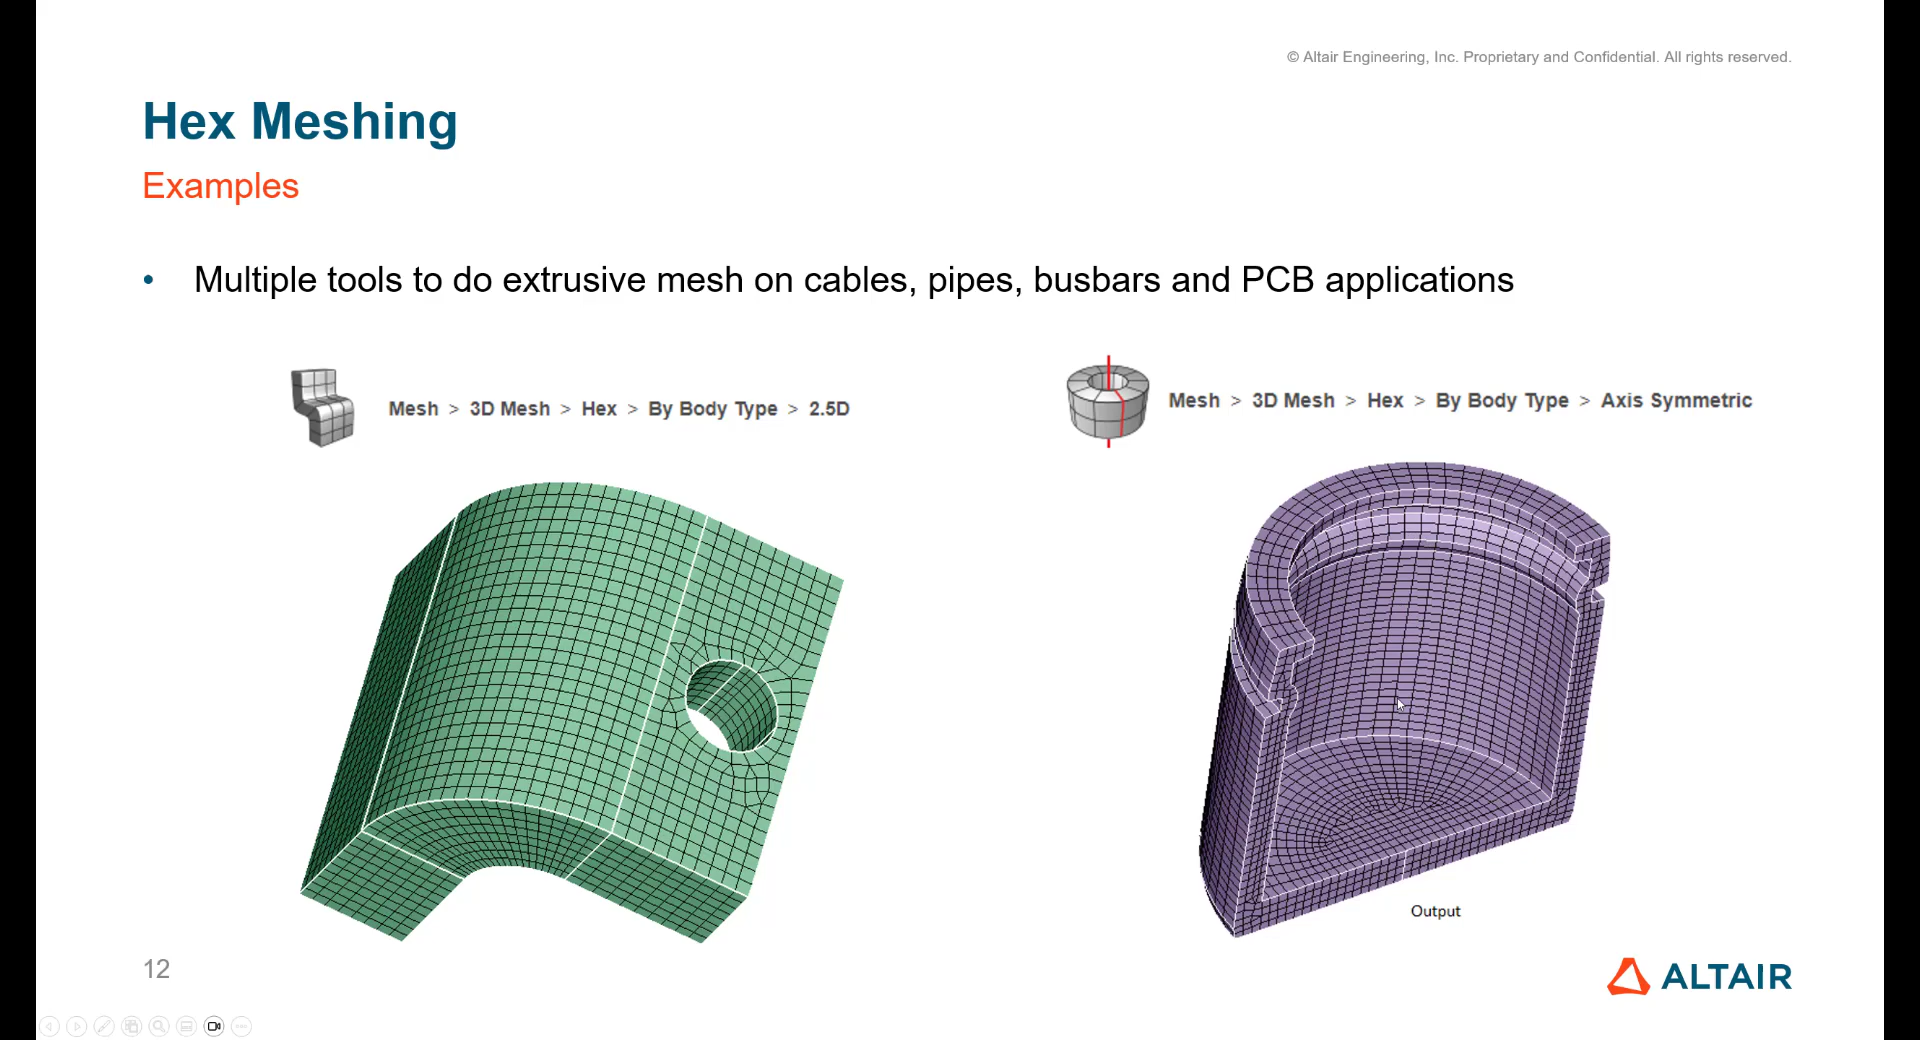 © Altair Engineering, Inc. Proprietary and Confidential. All rights reserved.
Hex Meshing
Examples
• Multiple tools to do extrusive mesh on cables, pipes, busbars and PCB applications
Mesh > 3D Mesh > Hex > By Body Type > 2.5D
Mesh > 3D Mesh > Hex > By Body Type > Axis Symmetric
Output
12
ALTAIR